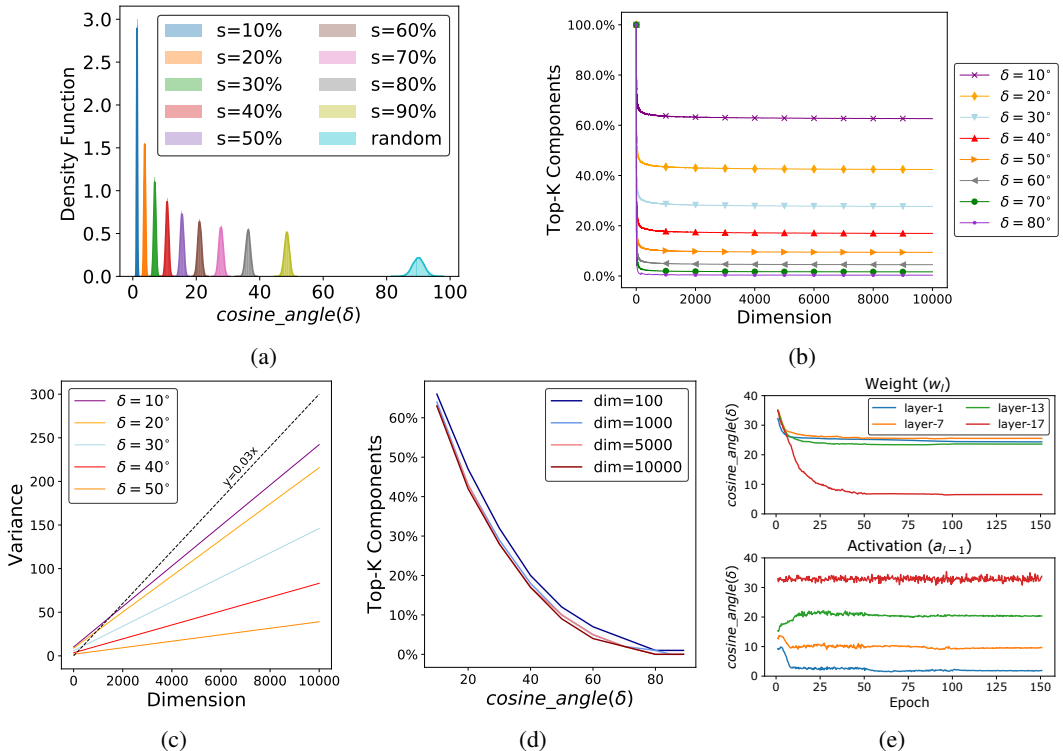 3.0
2.5
2.0
1.5
1.0
0.5
0.0
Density Function
s=10%
s=20%
s=30%
s=40%
s=50%
s=60%
s=70%
s=80%
s=90%
random
0 20 40 60 80 100
cosine_angle(δ)
(a)
100.0%
80.0%
60.0%
40.0%
20.0%
0.0%
Top-K Components
0 2000 4000 6000 8000 10000
Dimension
δ = 10°
δ = 20°
δ = 30°
δ = 40°
δ = 50°
δ = 60°
δ = 70°
δ = 80°
(b)
300
250
200
150
100
50
0
Variance
δ = 10°
δ = 20°
δ = 30°
δ = 40°
δ = 50°
y=0.03x
0 2000 4000 6000 8000 10000
Dimension
(c)
60%
50%
40%
30%
20%
10%
0%
Top-K Components
dim=100
dim=1000
dim=5000
dim=10000
20 40 60 80
cosine_angle(δ)
(d)
Weight (wl)
40
30
20
10
0
cosine_angle(δ)
layer-1
layer-7
layer-13
layer-17
0 25 50 75 100 125 150
Activation (al−1)
40
30
20
10
0
cosine_angle(δ)
0 25 50 75 100 125 150
Epoch
(e)